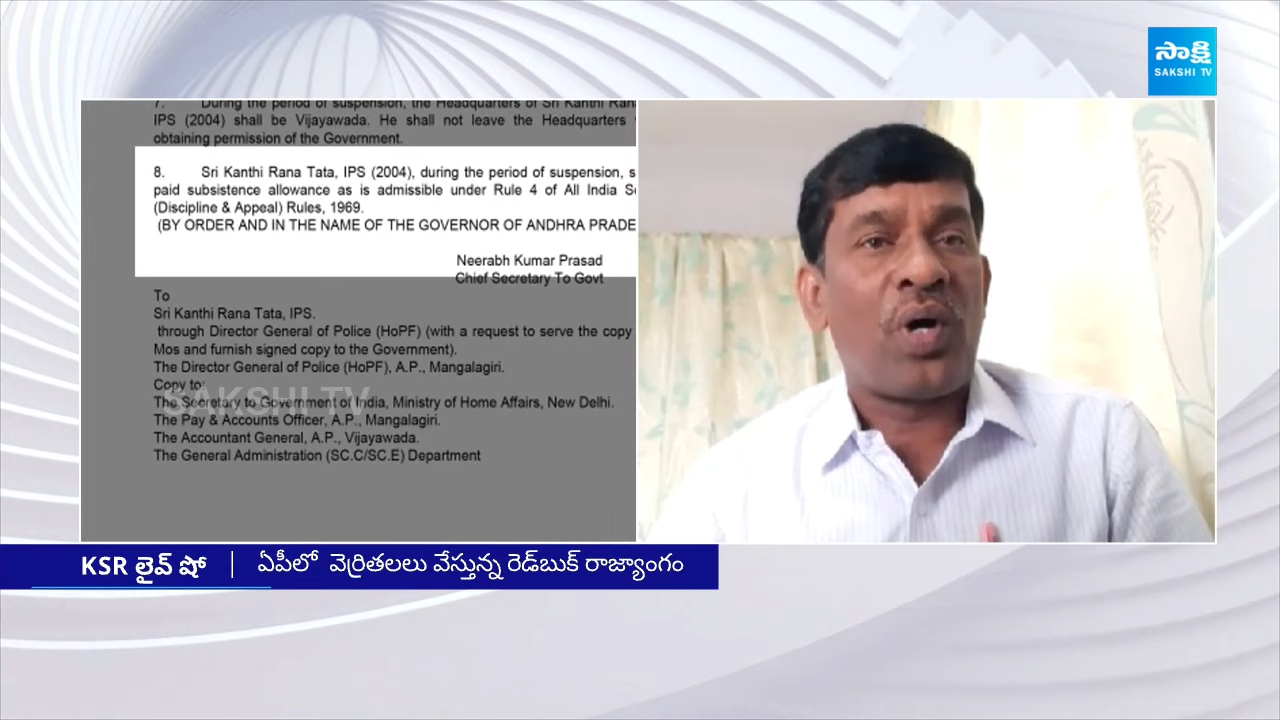 సాక్షి
SAKSHI TV
7. During the period of suspension, the Headquarters of Sri Kanthi Rana
IPS (2004) shall be Vijayawada. He shall not leave the Headquarters
obtaining permission of the Government.
8. Sri Kanthi Rana Tata, IPS (2004), during the period of suspension, s
paid subsistence allowance as is admissible under Rule 4 of All India Se
(Discipline & Appeal) Rules, 1969.
(BY ORDER AND IN THE NAME OF THE GOVERNOR OF ANDHRA PRADE
Neerabh Kumar Prasad
Chief Secretary To Govt
To
Sri Kanthi Rana Tata, IPS.
through Director General of Police (HoPF) (with a request to serve the copy
Mos and furnish signed copy to the Government).
The Director General of Police (HoPF), A.P., Mangalagiri.
Copy to:
SAKSHI TV
The Secretary to Government of India, Ministry of Home Affairs, New Delhi.
The Pay & Accounts Officer, A.P., Mangalagiri.
The Accountant General, A.P., Vijayawada.
The General Administration (SC.C/SC.E) Department
KSR లైవ్ షో | ఏపీలో వెర్రితలలు వేస్తున్న రెడ్‌బుక్ రాజ్యాంగం